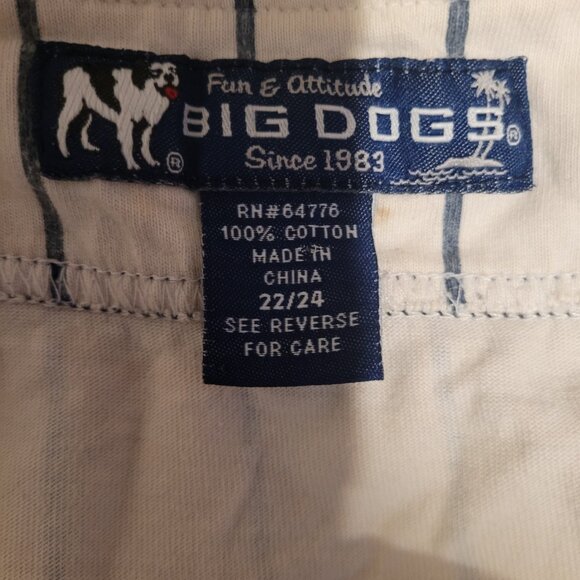 Fun & Attitude
BIG DOGS®
Since 1983
®
RN#64776
100% COTTON
MADE IN
CHINA
22/24
SEE REVERSE
FOR CARE